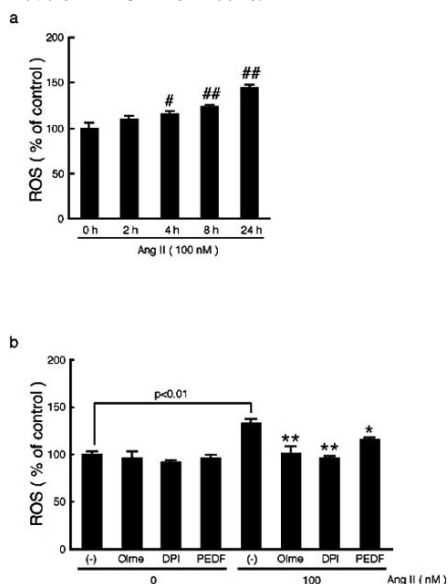 a
200
150
100
50
0
ROS ( % of control )
# ## ##
0 h 2 h 4 h 8 h 24 h
Ang II ( 100 nM )
b
200
150
100
50
0
ROS ( % of control )
p<0.01
** ** *
(-) Olme DPI PEDF (-) Olme DPI PEDF
0 100 Ang II ( nM )